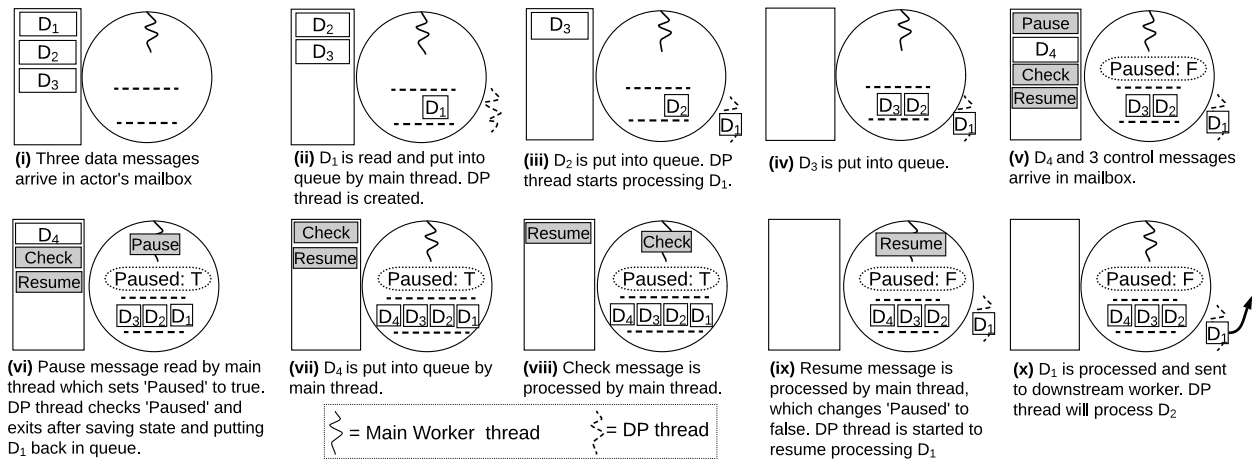 D1
D2
D3
(i) Three data messages
arrive in actor's mailbox
D2
D3
D1
(ii) D1 is read and put into
queue by main thread. DP
thread is created.
D3
D2
D1
(iii) D2 is put into queue. DP
thread starts processing D1.
D3 D2
D1
(iv) D3 is put into queue.
Pause
D4
Check
Resume
Paused: F
D3 D2
D1
(v) D4 and 3 control messages
arrive in mailbox.
D4
Check
Resume
Pause
Paused: T
D3 D2 D1
(vi) Pause message read by main
thread which sets 'Paused' to true.
DP thread checks 'Paused' and
exits after saving state and putting
D1 back in queue.
Check
Resume
Paused: T
D4 D3 D2 D1
(vii) D4 is put into queue by
main thread.
Resume
Check
Paused: T
D4 D3 D2 D1
(viii) Check message is
processed by main thread.
Resume
Paused: F
D4 D3 D2
D1
(ix) Resume message is
processed by main thread,
which changes 'Paused' to
false. DP thread is started to
resume processing D1
Paused: F
D4 D3 D2
D1
(x) D1 is processed and sent
to downstream worker. DP
thread will process D2
= Main Worker thread
= DP thread